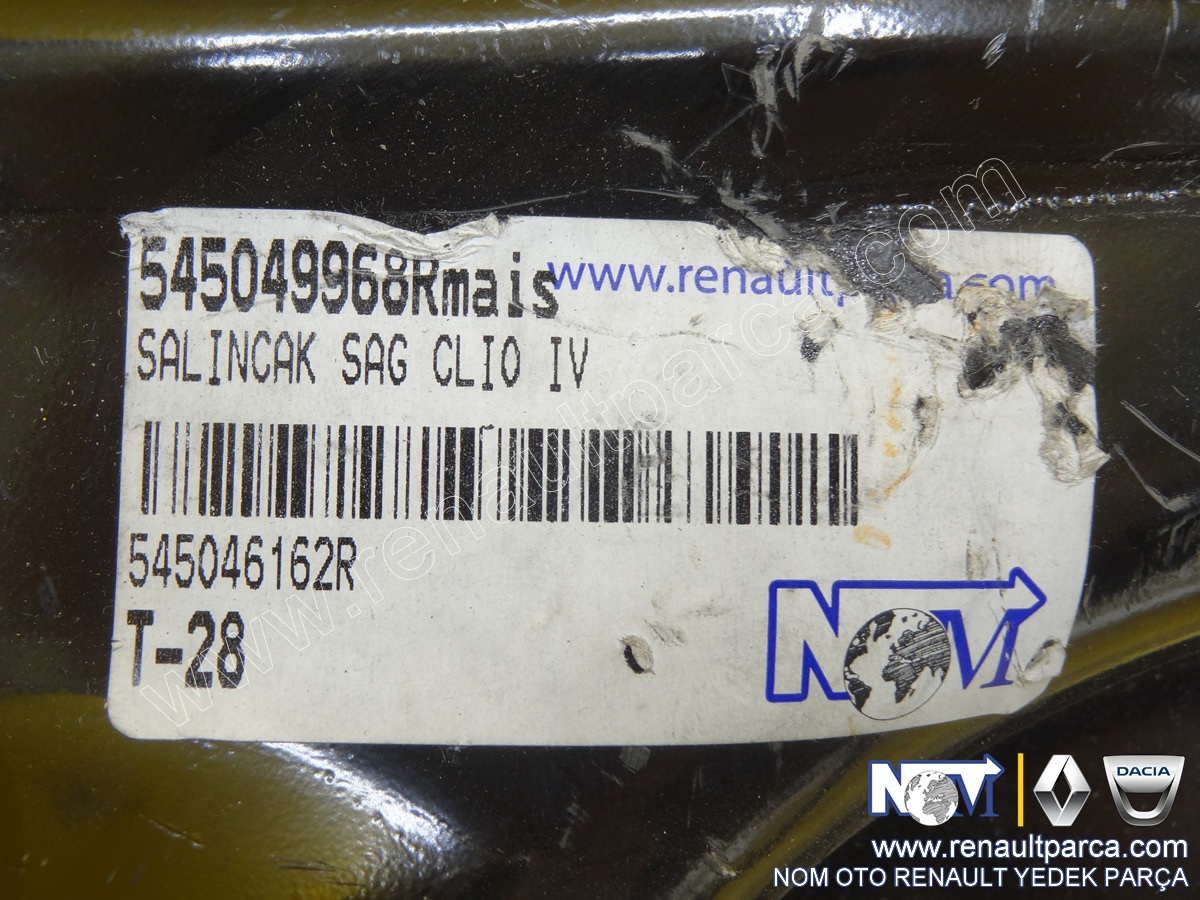 545049968Rmais
www.renaultparca.com
SALINCAK SAG CLIO IV
545046162R
T-28
NOM
www.renaultparca.com
NOM
DACIA
www.renaultparca.com
NOM OTO RENAULT YEDEK PARÇA